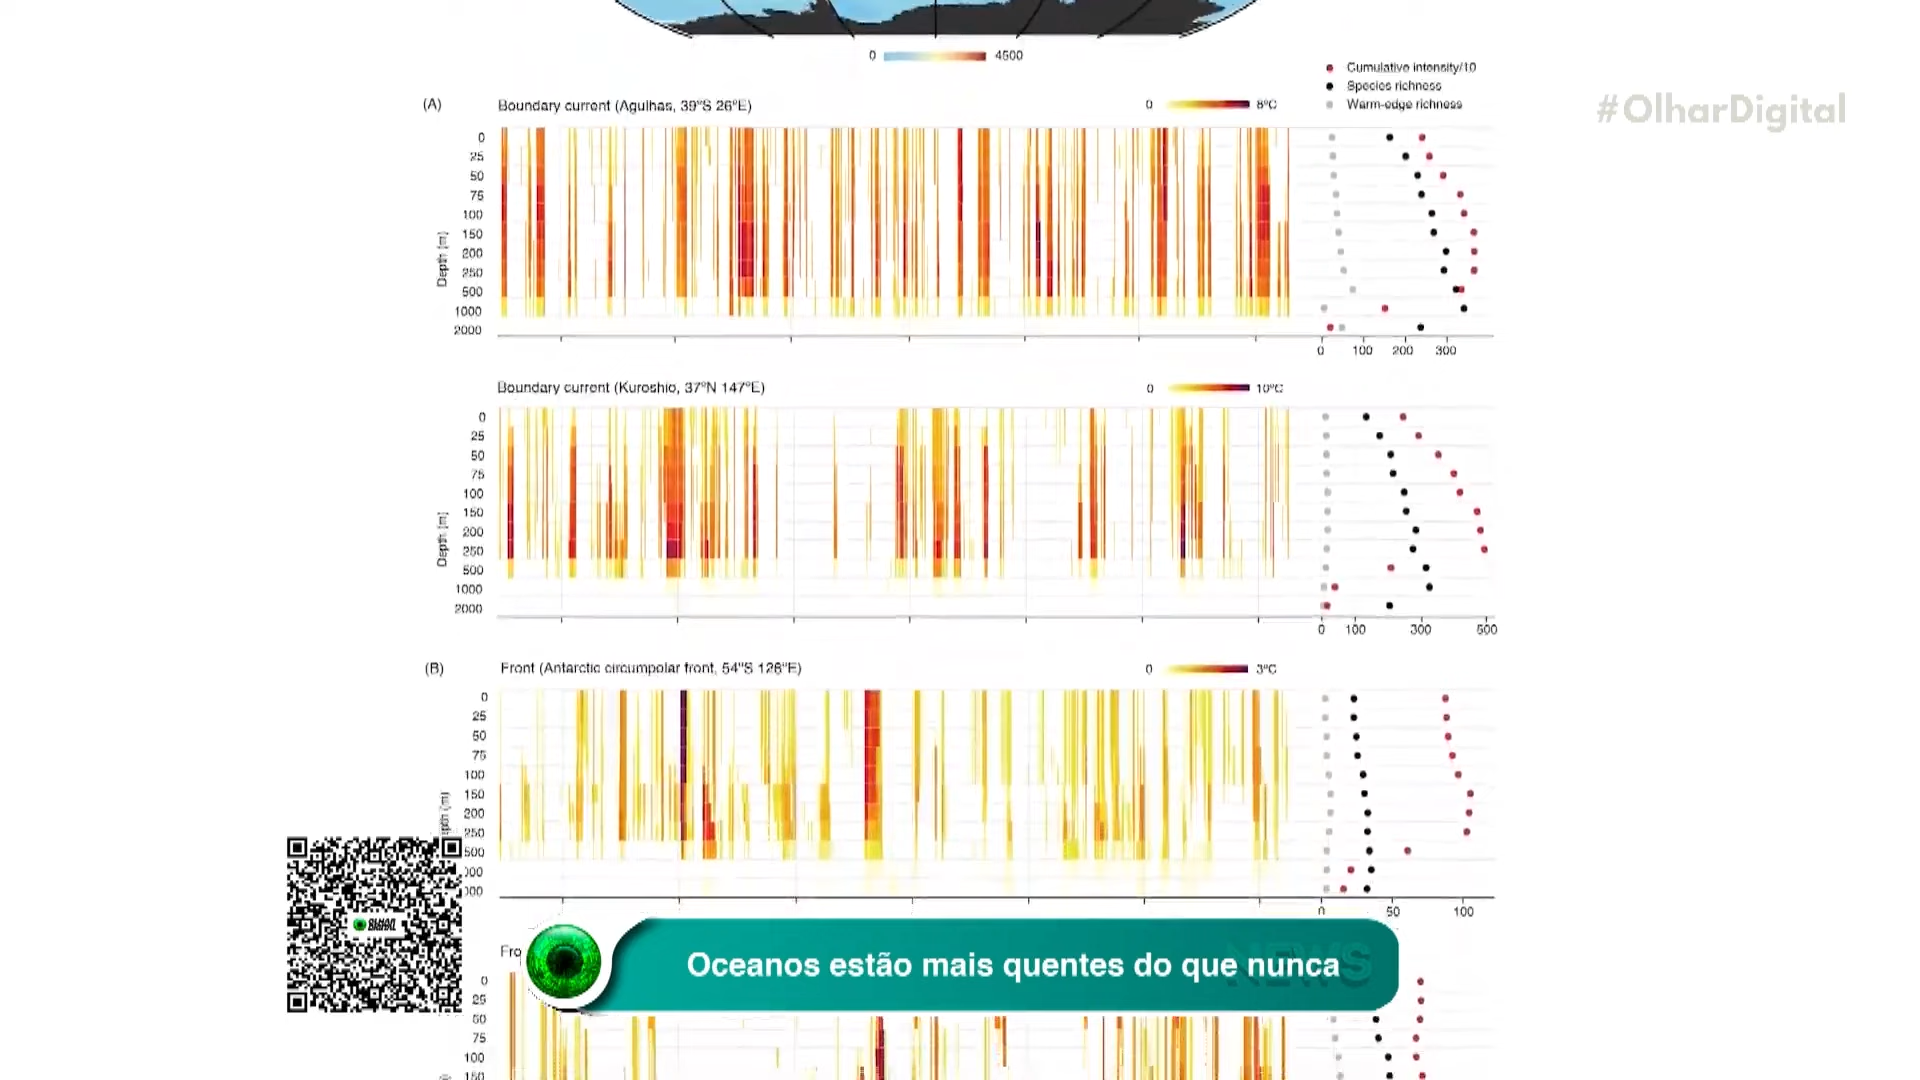 0 4500
Cumulative intensity/10
Species richness
Warm-edge richness
#OlharDigital
(A) Boundary current (Agulhas, 39°S 26°E) 0 8°C
0
25
50
75
100
150
200
250
500
1000
2000
Depth (m)
0 100 200 300
Boundary current (Kuroshio, 37°N 147°E) 0 10°C
0
25
50
75
100
150
200
250
500
1000
2000
Depth (m)
0 100 300 500
(B) Front (Antarctic circumpolar front, 54°S 126°E) 0 3°C
0
25
50
75
100
150
200
250
500
000
000
epth (m)
0 50 100
Fro
Oceanos estão mais quentes do que nunca
NEWS
0
25
50
75
100
150